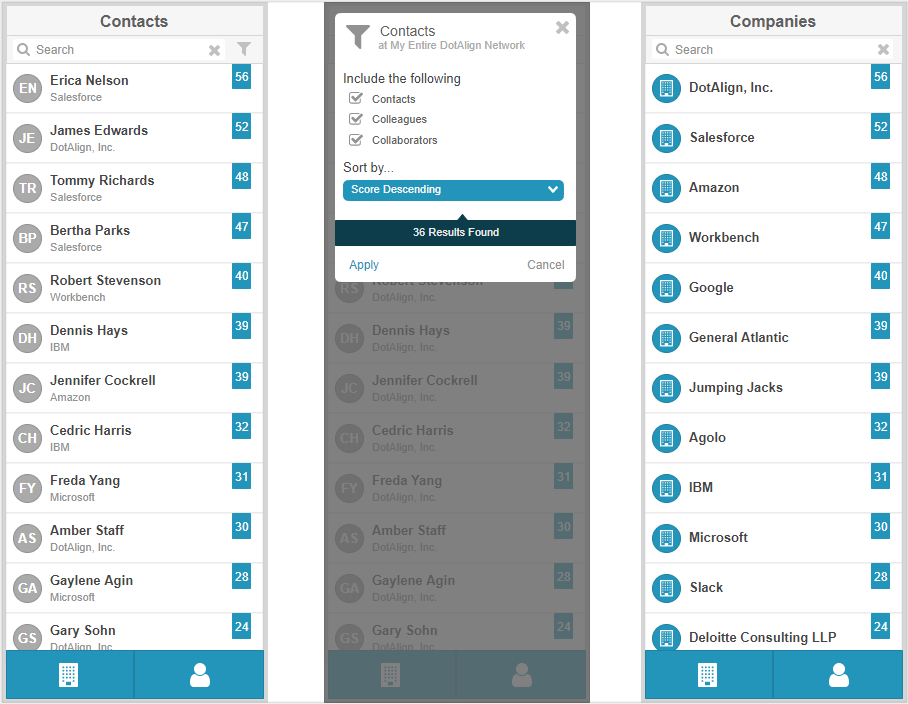 Contacts
Search
EN
Erica Nelson
Salesforce
56
JE
James Edwards
DotAlign, Inc.
52
TR
Tommy Richards
Salesforce
48
BP
Bertha Parks
Salesforce
47
RS
Robert Stevenson
Workbench
40
DH
Dennis Hays
IBM
39
JC
Jennifer Cockrell
Amazon
39
CH
Cedric Harris
IBM
32
FY
Freda Yang
Microsoft
31
AS
Amber Staff
DotAlign, Inc.
30
GA
Gaylene Agin
Microsoft
28
GS
Gary Sohn
DotAlign, Inc.
24
Contacts
at My Entire DotAlign Network
Include the following
Contacts
Colleagues
Collaborators
Sort by...
Score Descending
36 Results Found
Apply
Cancel
RS
Robert Stevenson
DotAlign, Inc.
DH
Dennis Hays
DotAlign, Inc.
39
JC
Jennifer Cockrell
DotAlign, Inc.
39
CH
Cedric Harris
DotAlign, Inc.
32
FY
Freda Yang
DotAlign, Inc.
31
AS
Amber Staff
DotAlign, Inc.
30
GA
Gaylene Agin
DotAlign, Inc.
28
GS
Gary Sohn
DotAlign, Inc.
24
Companies
Search
DotAlign, Inc.
56
Salesforce
52
Amazon
48
Workbench
47
Google
40
General Atlantic
39
Jumping Jacks
39
Agolo
32
IBM
31
Microsoft
30
Slack
28
Deloitte Consulting LLP
24